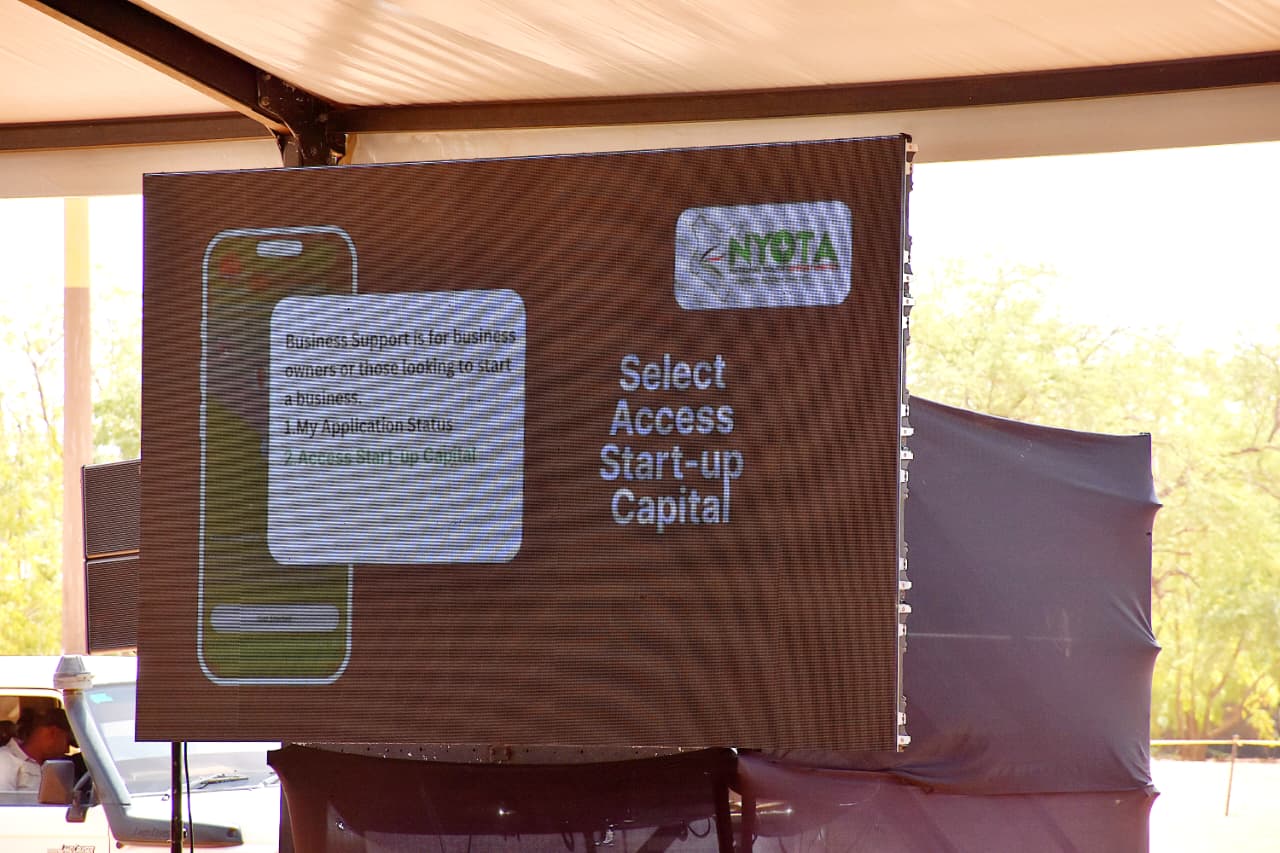 NYOTA
Business Support is for business
owners or those looking to start
a business.
1 My Application Status
2.Access Start-up Capital
Select
Access
Start-up
Capital